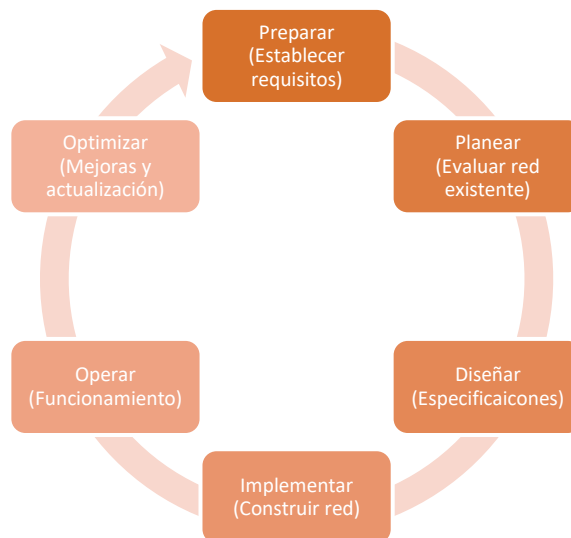 Preparar
(Establecer
requisitos)
Planear
(Evaluar red
existente)
Diseñar
(Especificaicones)
Implementar
(Construir red)
Operar
(Funcionamiento)
Optimizar
(Mejoras y
actualización)